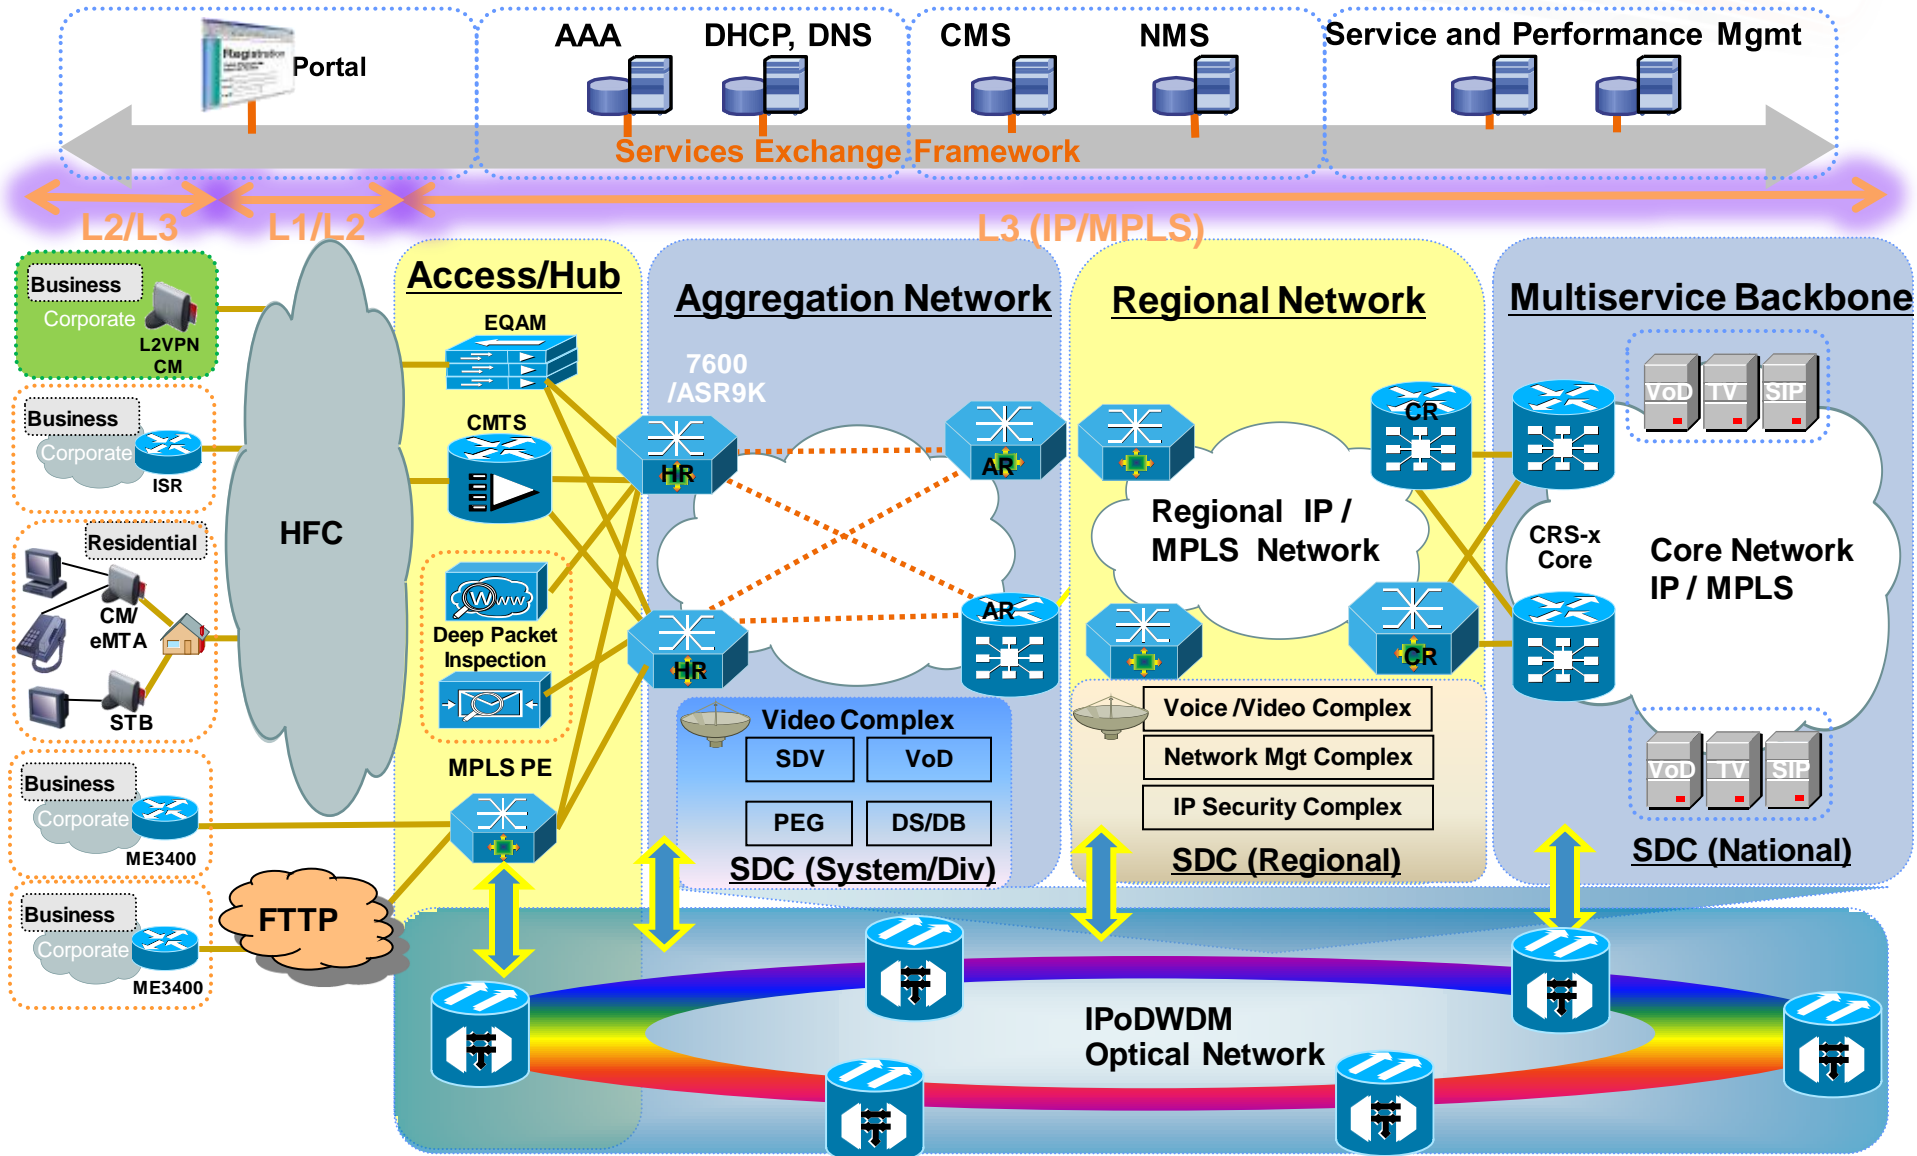 Registration
Portal
AAA
DHCP, DNS
CMS
NMS
Service and Performance Mgmt
Services Exchange Framework
L2/L3
L1/L2
L3 (IP/MPLS)
Business
Corporate
L2VPN
CM
Business
Corporate
ISR
Residential
CM/
eMTA
STB
Business
Corporate
ME3400
Business
Corporate
ME3400
HFC
FTTP
Access/Hub
EQAM
CMTS
WWW
Deep Packet
Inspection
MPLS PE
Aggregation Network
7600
/ASR9K
HR
HR
AR
AR
Video Complex
SDV
VoD
PEG
DS/DB
SDC (System/Div)
Regional Network
CR
Regional IP /
MPLS Network
CR
Voice /Video Complex
Network Mgt Complex
IP Security Complex
SDC (Regional)
Multiservice Backbone
VoD
TV
SIP
CRS-x
Core
Core Network
IP / MPLS
VoD
TV
SIP
SDC (National)
IPoDWDM
Optical Network